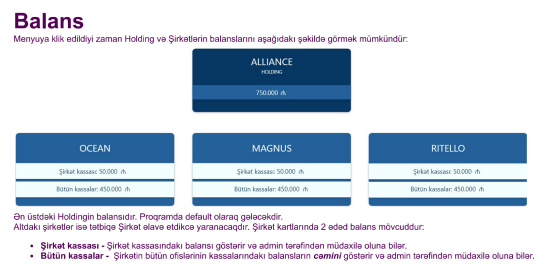 Balans
Menyuya klik edildiyi zaman Holding və Şirkətlərin balanslarını aşağıdakı şəkildə görmək mümkündür:
ALLIANCE
HOLDING
750.000 ₼
OCEAN
Şirkət kassası: 50.000 ₼
Bütün kassalar: 450.000 ₼
MAGNUS
Şirkət kassası: 50.000 ₼
Bütün kassalar: 450.000 ₼
RITELLO
Şirkət kassası: 50.000 ₼
Bütün kassalar: 450.000 ₼
Ən üstdəki Holdingin balansıdır. Proqramda default olaraq gələcəkdir.
Altdakı şirkətlər isə tətbiqə Şirkət əlavə etdikcə yaranacaqdır. Şirkət kartlarında 2 ədəd balans mövcuddur:
• Şirkət kassası - Şirkət kassasındakı balansı göstərir və admin tərəfindən müdaxilə oluna bilər.
• Bütün kassalar - Şirkətin bütün ofislərinin kassalarındakı balansların cəmini göstərir və admin tərəfindən müdaxilə oluna bilər.